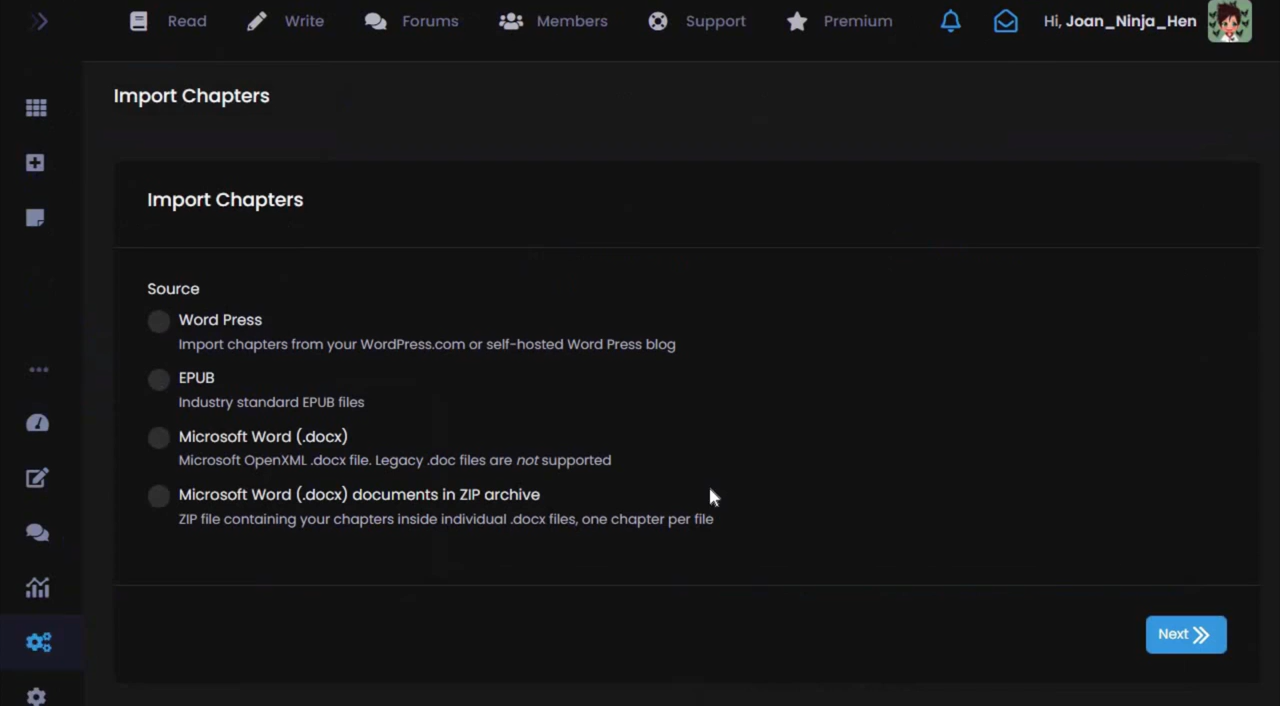 Read Write Forums Members Support Premium Hi, Joan_Ninja_Hen
Import Chapters
Import Chapters
Source
Word Press
Import chapters from your WordPress.com or self-hosted Word Press blog
EPUB
Industry standard EPUB files
Microsoft Word (.docx)
Microsoft OpenXML .docx file. Legacy .doc files are not supported
Microsoft Word (.docx) documents in ZIP archive
ZIP file containing your chapters inside individual .docx files, one chapter per file
Next